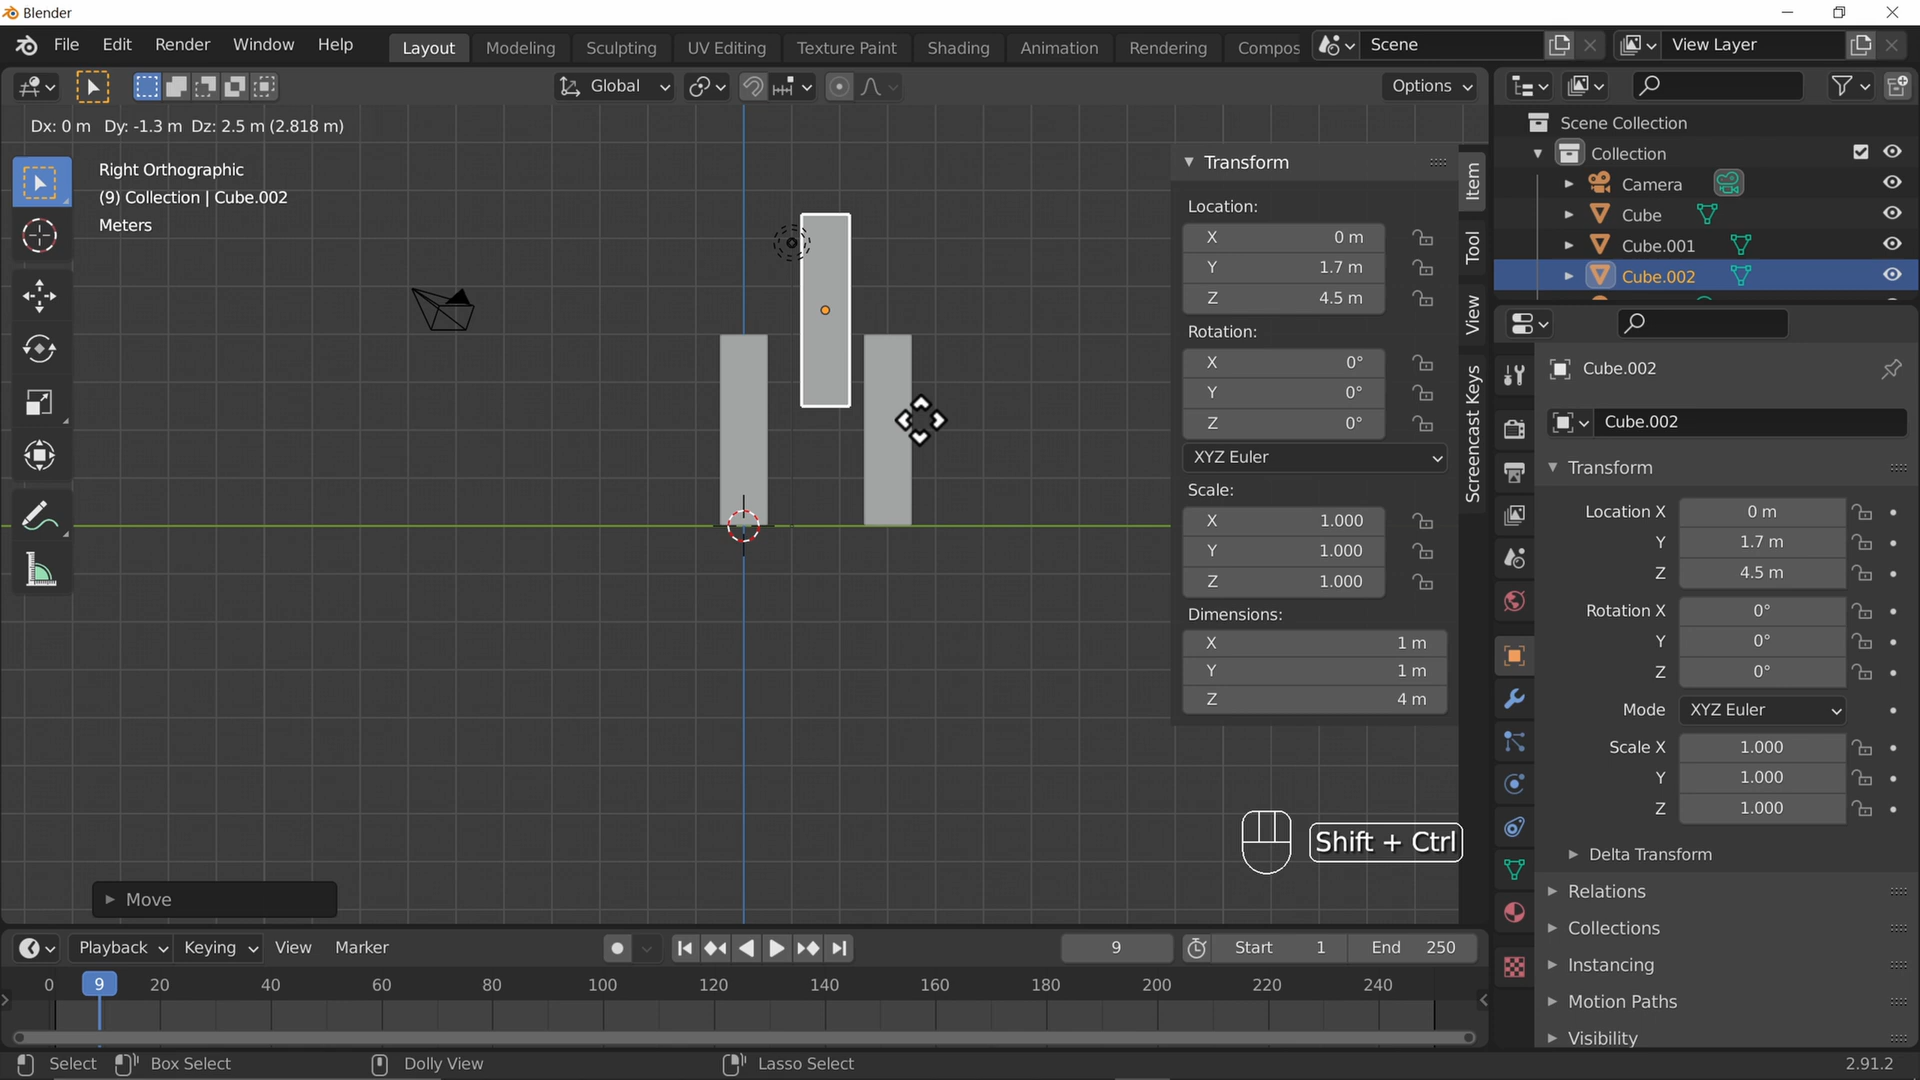 Blender
File Edit Render Window Help Layout Modeling Sculpting UV Editing Texture Paint Shading Animation Rendering Compos Scene View Layer
Global Options
Dx: 0 m Dy: -1.3 m Dz: 2.5 m (2.818 m)
Right Orthographic
(9) Collection | Cube.002
Meters
Transform
Location:
X 0 m
Y 1.7 m
Z 4.5 m
Rotation:
X 0°
Y 0°
Z 0°
XYZ Euler
Scale:
X 1.000
Y 1.000
Z 1.000
Dimensions:
X 1 m
Y 1 m
Z 4 m
Item
Tool
View
Screencast Keys
Shift + Ctrl
Move
Scene Collection
Collection
Camera
Cube
Cube.001
Cube.002
Cube.002
Cube.002
Transform
Location X 0 m
Y 1.7 m
Z 4.5 m
Rotation X 0°
Y 0°
Z 0°
Mode XYZ Euler
Scale X 1.000
Y 1.000
Z 1.000
Delta Transform
Relations
Collections
Instancing
Motion Paths
Visibility
Playback Keying View Marker 9 Start 1 End 250
0 9 20 40 60 80 100 120 140 160 180 200 220 240
Select Box Select Dolly View Lasso Select 2.91.2